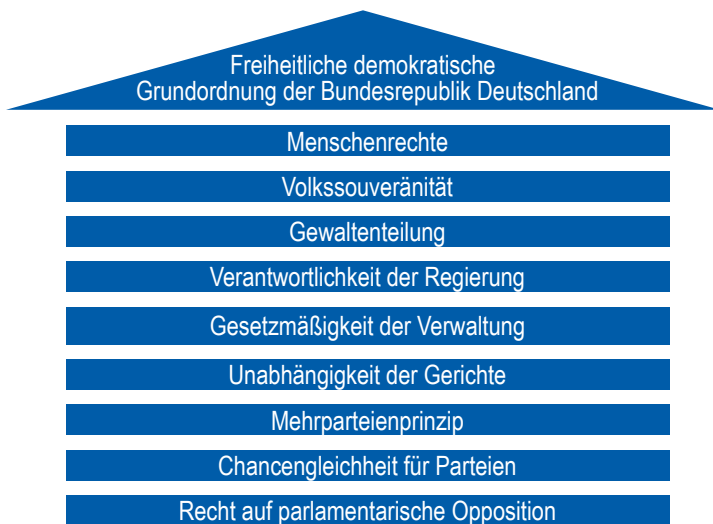 Freiheitliche demokratische
Grundordnung der Bundesrepublik Deutschland
Menschenrechte
Volkssouveränität
Gewaltenteilung
Verantwortlichkeit der Regierung
Gesetzmäßigkeit der Verwaltung
Unabhängigkeit der Gerichte
Mehrparteienprinzip
Chancengleichheit für Parteien
Recht auf parlamentarische Opposition